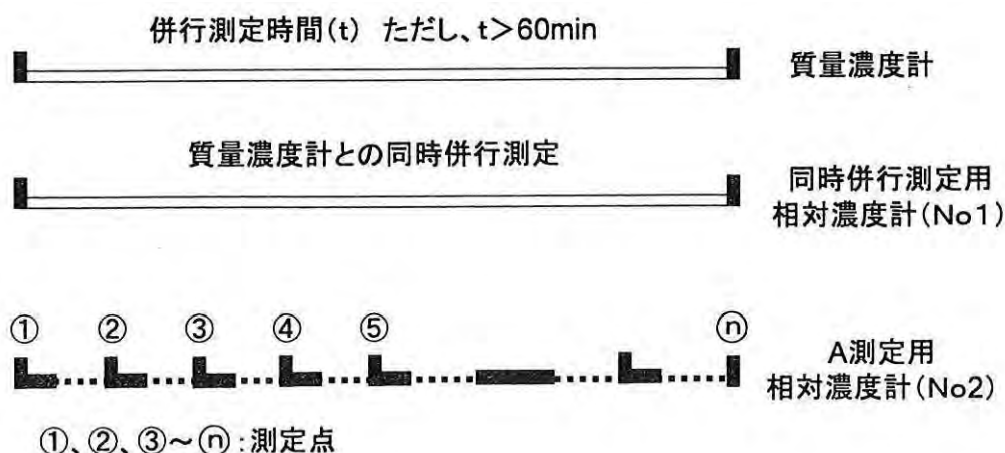 併行測定時間(t) ただし、t＞60min
質量濃度計
質量濃度計との同時併行測定
同時併行測定用
相対濃度計(No1)
① ② ③ ④ ⑤ ⓝ
A測定用
相対濃度計(No2)
①、②、③～ⓝ:測定点